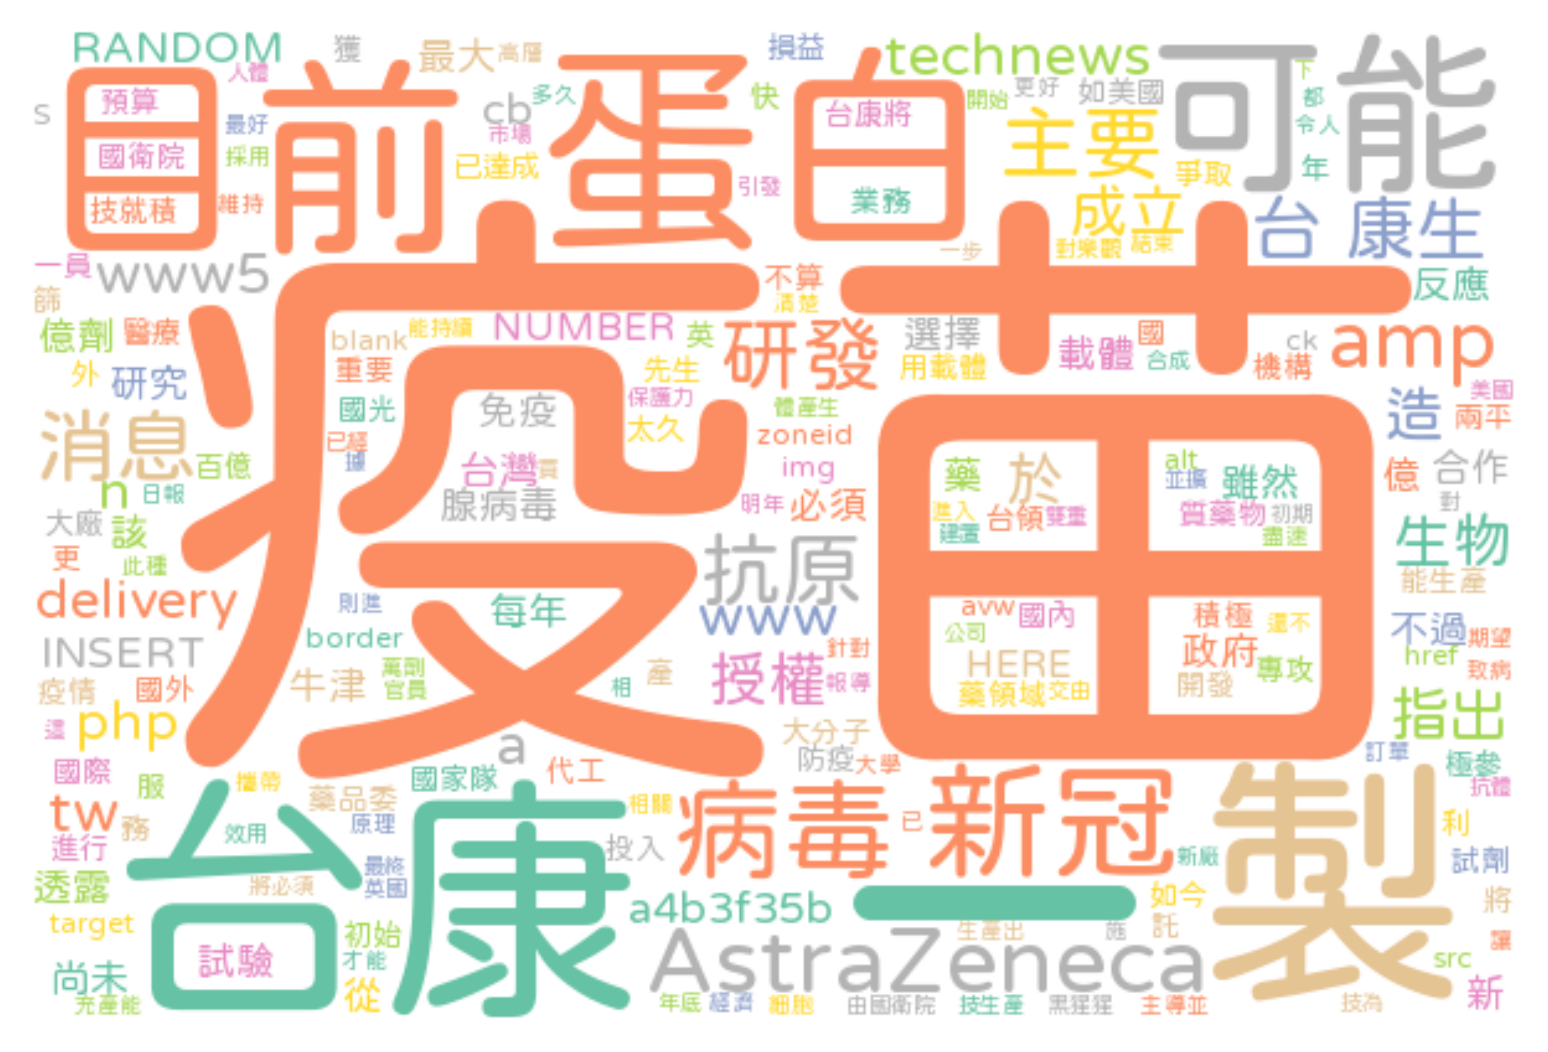 RANDOM
獲
最大
高層
損益
technews
可能
人體
預算
目前
蛋白
多久
快
台康將
開始
更好
如美國
下
都
s
cb
最好
市場
主要
令人
國衛院
採用
已達成
引發
業務
爭取
年
技就積
維持
成立
台 康生
一員
www5
一步
對樂觀
結束
篩
不算
清楚
反應
疫苗
億劑
醫療
blank
能持續
NUMBER
英
研發
選擇
載體
國
合成
ck
機構
amp
外
研究
重要
先生
用載體
美國
消息
國光
免疫
保護力
太久
體產生
造
兩平
已經
據
zoneid
百億
台灣
img
藥
於
alt
並擴
雖然
億
合作
n
日報
腺病毒
明年
必須
進入
台領
雙重
質藥物
初期
對
大廠
該
建置
盡速
生物
更
此種
抗原
能生產
delivery
則進
每年
www
avw
國內
積極
還不
不過
期望
INSERT
border
公司
政府
href
疫情
國外
牛津
萬劑
官員
相
產
授權
針對
報導
HERE
藥領域
交由
開發
專攻
致病
這
php
a
大分子
指出
國際
服
攜帶
國家隊
代工
防疫
大學
訂單
極參
抗體
tw
務
藥品委
原理
相關
病毒
已
新冠
製
利
進行
效用
台康
投入
新廠
試劑
透露
將必須
最終
英國
a4b3f35b
一
如今
將
target
初始
AstraZeneca
生產出
施
託
讓
試驗
才能
src
尚未
充產能
從
年底
經濟
細胞
由國衛院
技生產
黑猩猩
主導並
技為
新